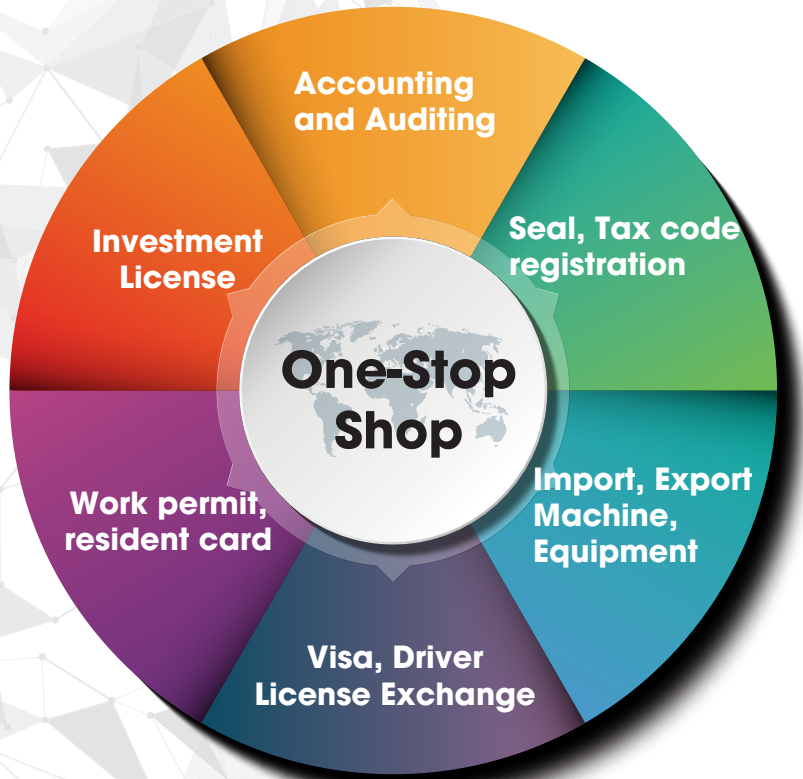 Accounting
and Auditing
Seal, Tax code
registration
Import, Export
Machine,
Equipment
Visa, Driver
License Exchange
Work permit,
resident card
Investment
License
One-Stop
Shop